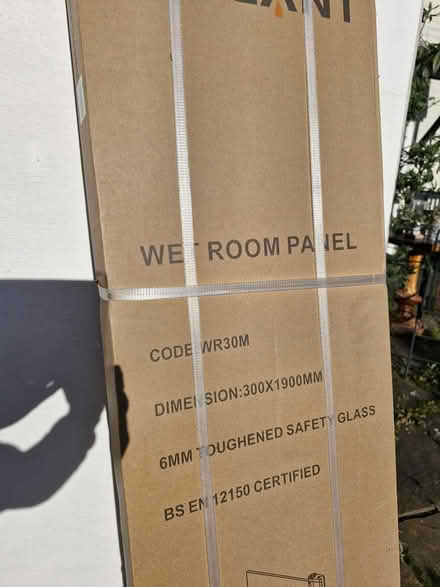 WET ROOM PANEL
CODE:WR30M
DIMENSION:300X1900MM
6MM TOUGHENED SAFETY GLASS
BS EN 12150 CERTIFIED